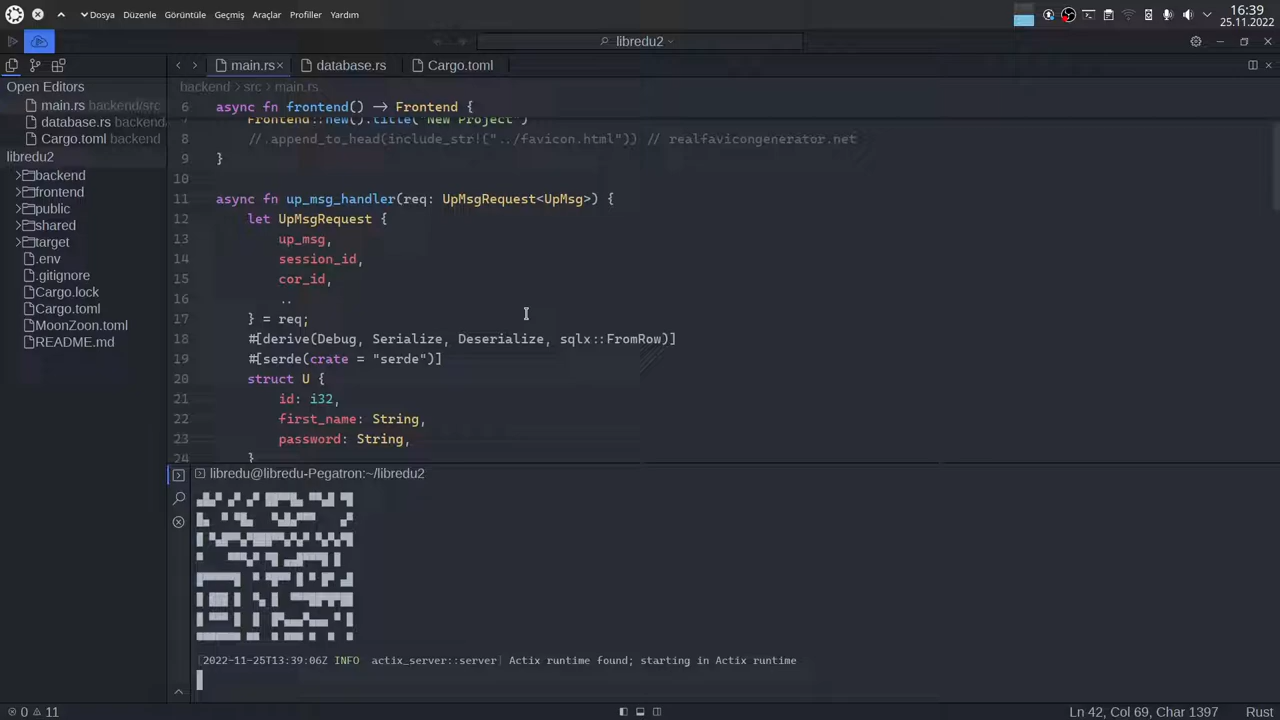 Dosya Düzenle Görüntüle Geçmiş Araçlar Profiller Yardım
16:39
25.11.2022
libredu2
main.rs database.rs Cargo.toml
Open Editors
main.rs backend/src
database.rs backend
Cargo.toml backend
libredu2
backend
frontend
public
shared
target
.env
.gitignore
Cargo.lock
Cargo.toml
MoonZoon.toml
README.md
backend src main.rs
6 async fn frontend() -> Frontend {
7 Frontend::new().title("New Project")
8 //.append_to_head(include_str!("../favicon.html")) // realfavicongenerator.net
9 }
10
11 async fn up_msg_handler(req: UpMsgRequest<UpMsg>) {
12 let UpMsgRequest {
13 up_msg,
14 session_id,
15 cor_id,
16 ..
17 } = req;
18 #[derive(Debug, Serialize, Deserialize, sqlx::FromRow)]
19 #[serde(crate = "serde")]
20 struct U {
21 id: i32,
22 first_name: String,
23 password: String,
24 }
libredu@libredu-Pegatron:~/libredu2
[2022-11-25T13:39:06Z INFO actix_server::server] Actix runtime found; starting in Actix runtime
0 11
Ln 42, Col 69, Char 1397 Rust